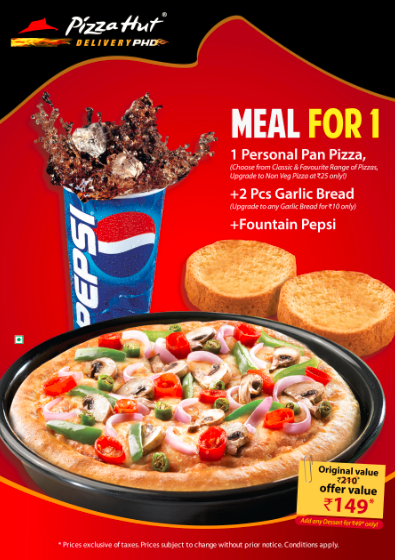 Pizza Hut®
DELIVERY PHD
MEAL FOR 1
1 Personal Pan Pizza,
(Choose from Classic & Favourite Range of Pizzas,
Upgrade to Non Veg Pizza at ₹25 only!)
+2 Pcs Garlic Bread
(Upgrade to any Garlic Bread for ₹10 only)
+Fountain Pepsi
PEPSI
Original value
₹210*
offer value
₹149*
Add any Dessert for ₹49* only!
* Prices exclusive of taxes. Prices subject to change without prior notice. Conditions apply.